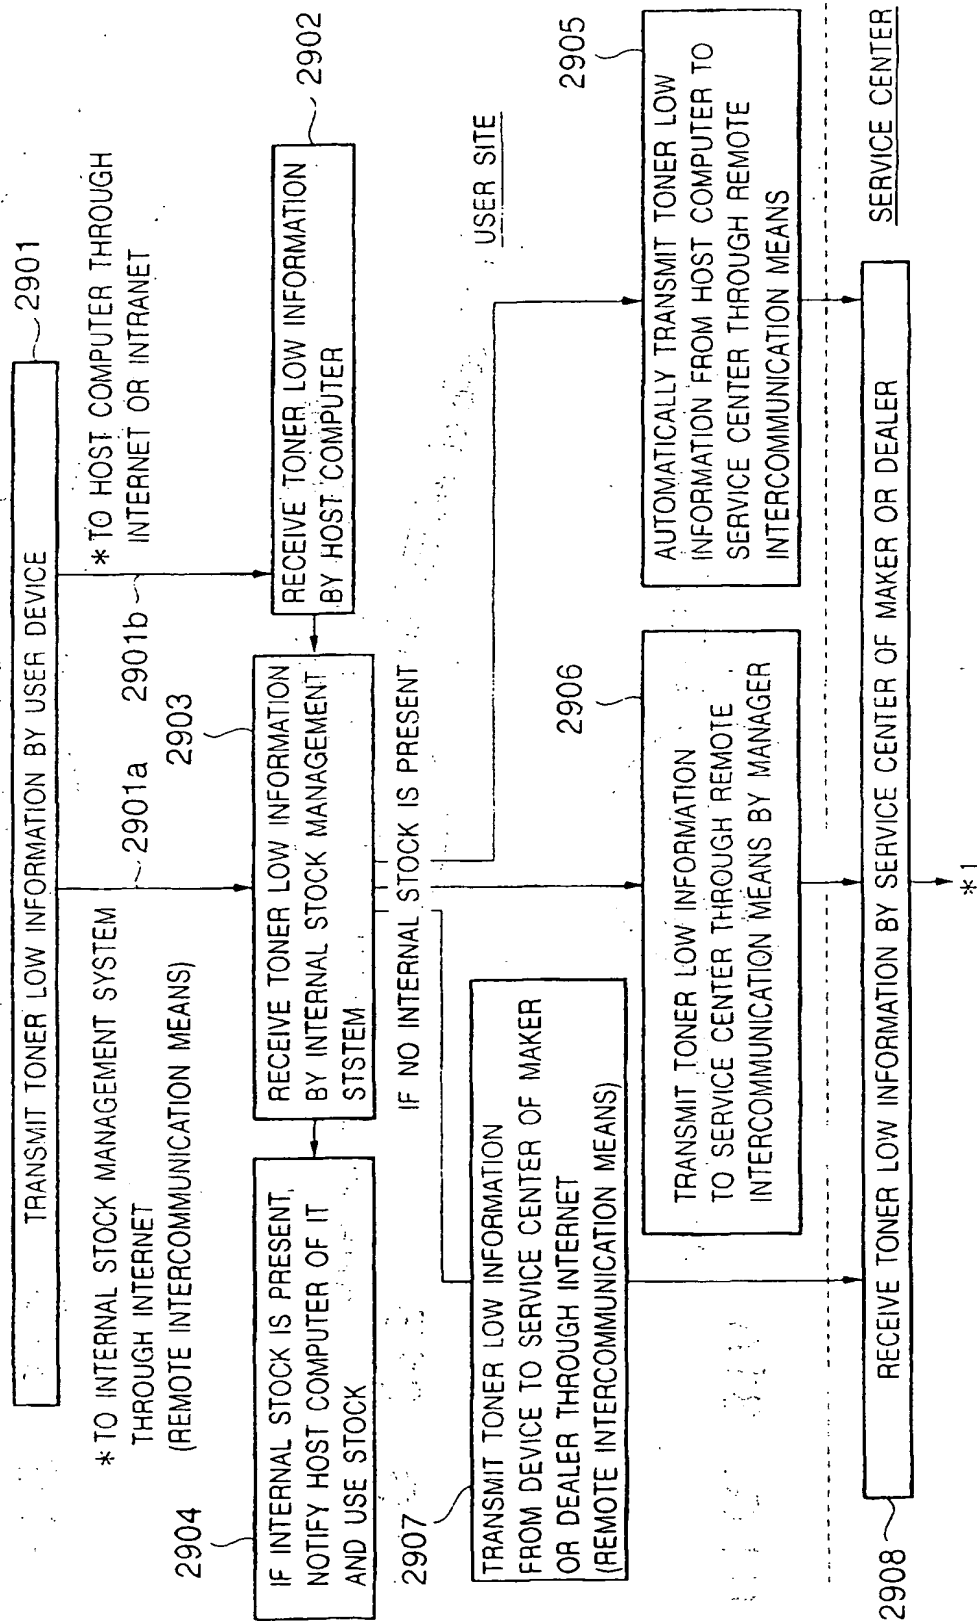 TRANSMIT TONER LOW INFORMATION BY USER DEVICE
2901
* TO INTERNAL STOCK MANAGEMENT SYSTEM
THROUGH INTERNET
(REMOTE INTERCOMMUNICATION MEANS)
2901a
2901b
* TO HOST COMPUTER THROUGH
INTERNET OR INTRANET
2904
IF INTERNAL STOCK IS PRESENT,
NOTIFY HOST COMPUTER OF IT
AND USE STOCK
2903
RECEIVE TONER LOW INFORMATION
BY INTERNAL STOCK MANAGEMENT
STSTEM
2902
RECEIVE TONER LOW INFORMATION
BY HOST COMPUTER
IF NO INTERNAL STOCK IS PRESENT
USER SITE
2907
TRANSMIT TONER LOW INFORMATION
FROM DEVICE TO SERVICE CENTER OF MAKER
OR DEALER THROUGH INTERNET
(REMOTE INTERCOMMUNICATION MEANS)
2906
TRANSMIT TONER LOW INFORMATION
TO SERVICE CENTER THROUGH REMOTE
INTERCOMMUNICATION MEANS BY MANAGER
2905
AUTOMATICALLY TRANSMIT TONER LOW
INFORMATION FROM HOST COMPUTER TO
SERVICE CENTER THROUGH REMOTE
INTERCOMMUNICATION MEANS
SERVICE CENTER
2908
RECEIVE TONER LOW INFORMATION BY SERVICE CENTER OF MAKER OR DEALER
*1